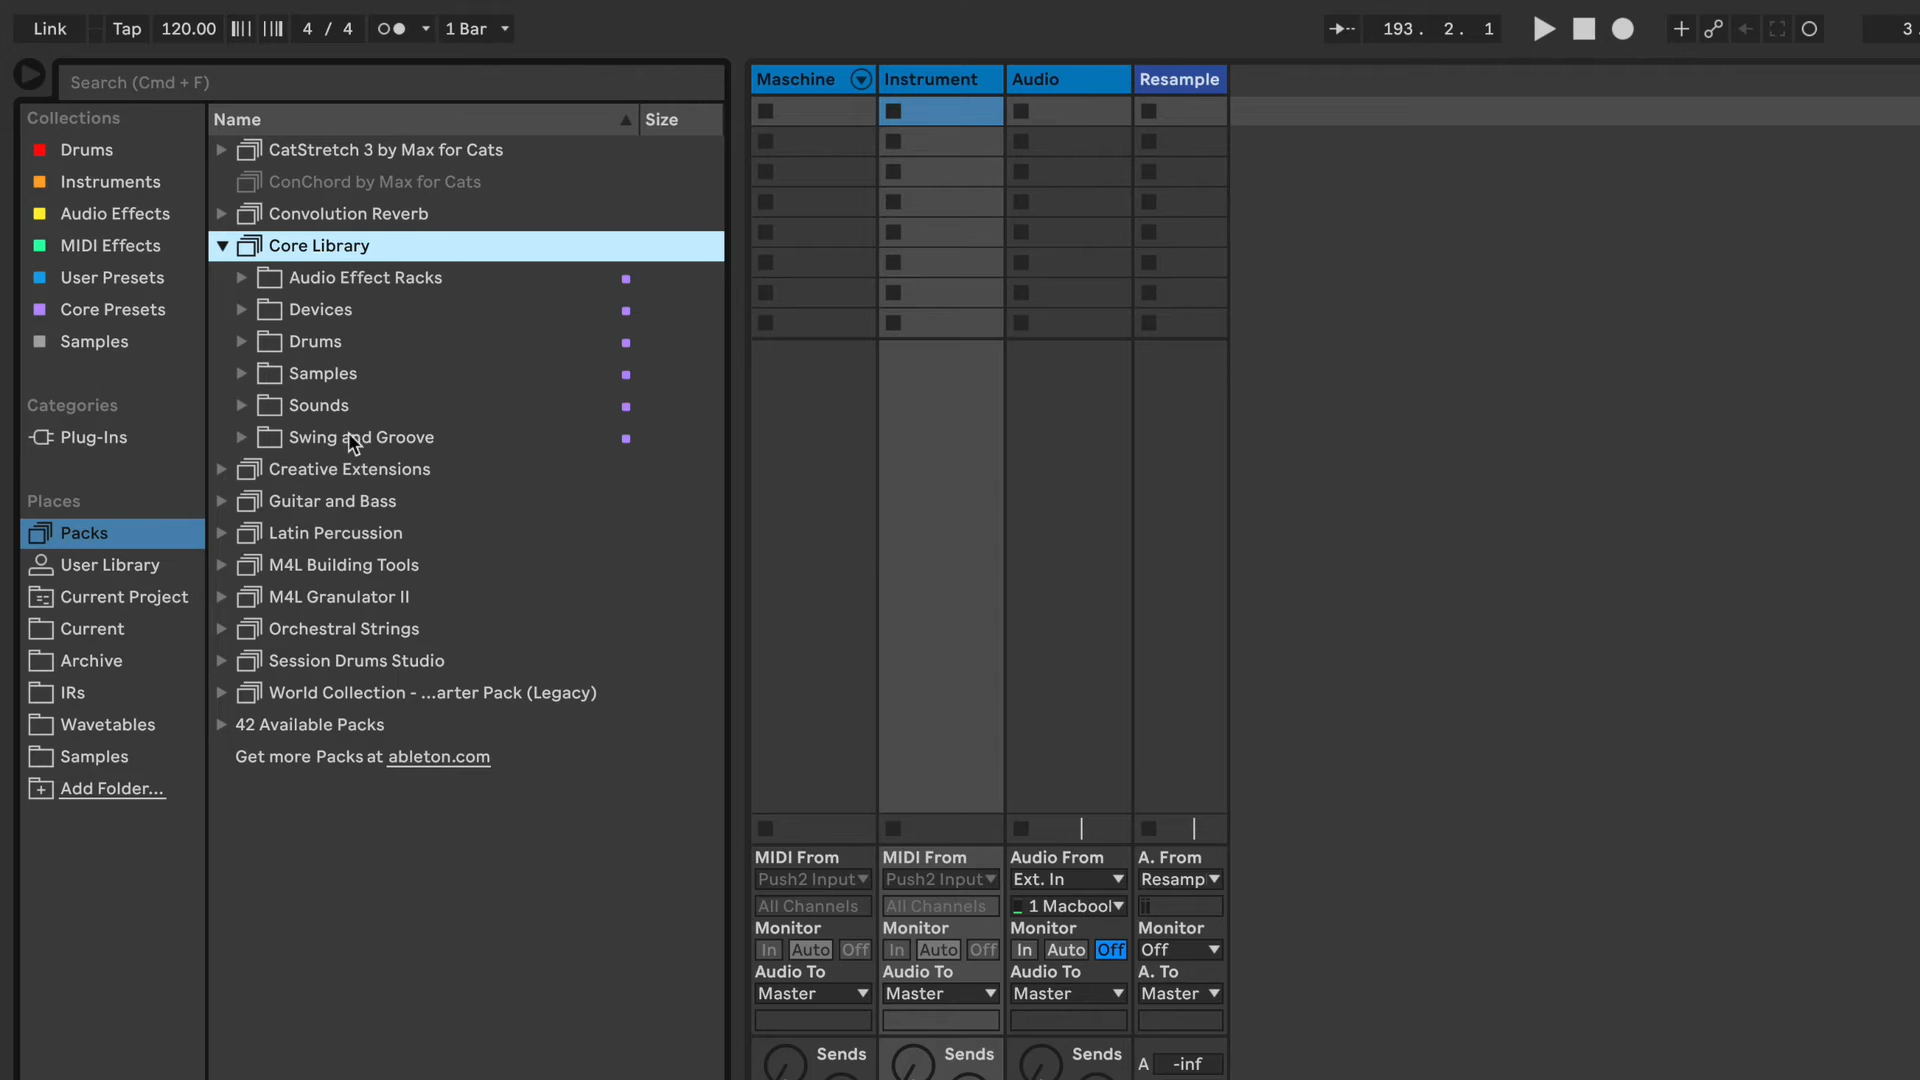 Link Tap 120.00 4 / 4 1 Bar 193. 2. 1 3
Search (Cmd + F)
Maschine Instrument Audio Resample
Collections
Drums
Instruments
Audio Effects
MIDI Effects
User Presets
Core Presets
Samples
Categories
Plug-Ins
Places
Packs
User Library
Current Project
Current
Archive
IRs
Wavetables
Samples
Add Folder...
Name Size
CatStretch 3 by Max for Cats
ConChord by Max for Cats
Convolution Reverb
Core Library
Audio Effect Racks
Devices
Drums
Samples
Sounds
Swing and Groove
Creative Extensions
Guitar and Bass
Latin Percussion
M4L Building Tools
M4L Granulator II
Orchestral Strings
Session Drums Studio
World Collection - ...arter Pack (Legacy)
42 Available Packs
Get more Packs at ableton.com
MIDI From MIDI From Audio From A. From
Push2 Input Push2 Input Ext. In Resamp
All Channels All Channels 1 Macbool
Monitor Monitor Monitor Monitor
In Auto Off In Auto Off In Auto Off Off
Audio To Audio To Audio To A. To
Master Master Master Master
Sends Sends Sends
A -inf